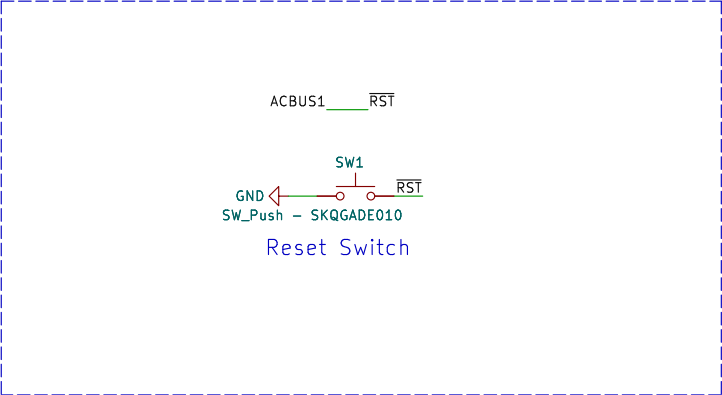 ACBUS1 RST
SW1
RST
GND
SW_Push - SKQGADE010
Reset Switch